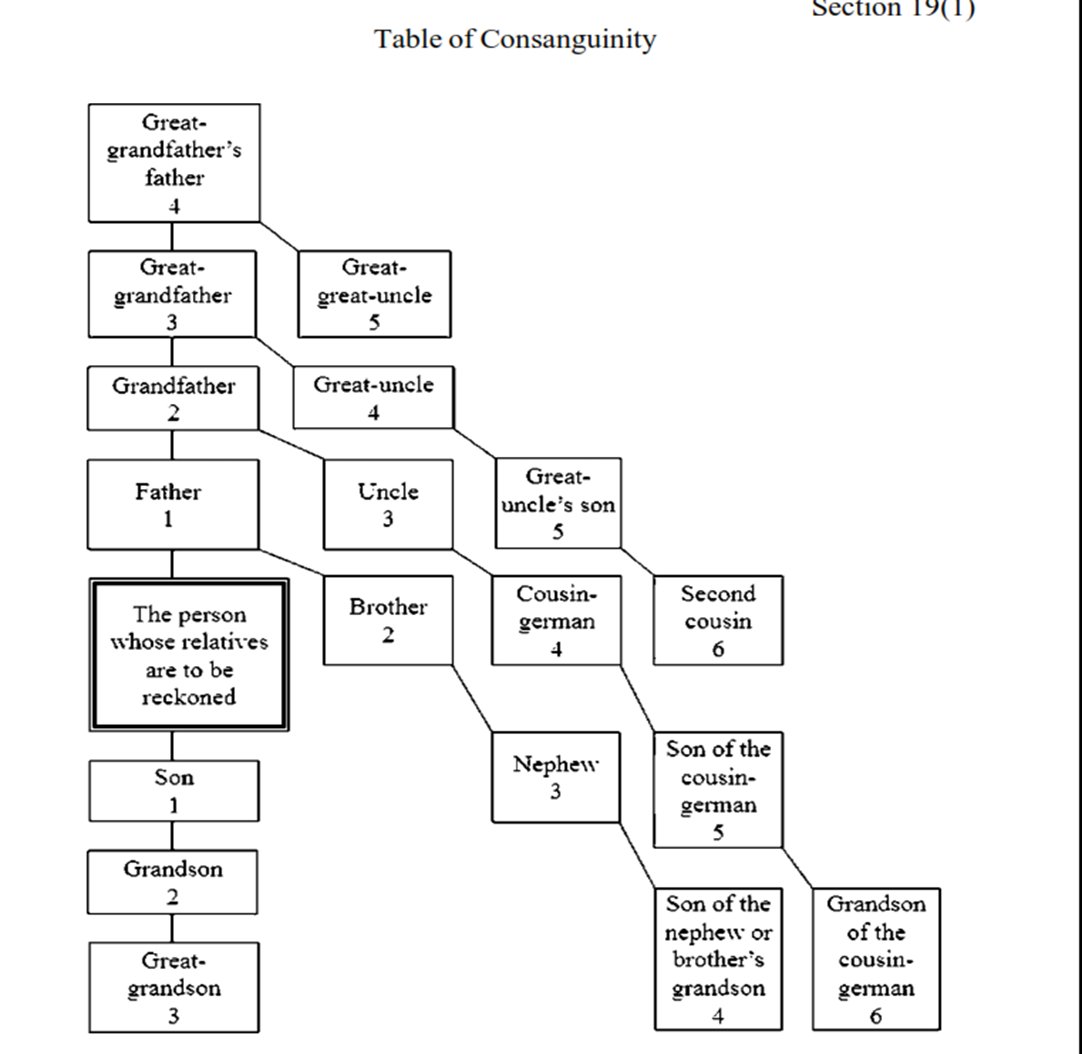 Section 19(1)
Table of Consanguinity
Great-
grandfather's
father
4
Great-
grandfather
3
Great-
great-uncle
5
Grandfather
2
Great-uncle
4
Father
1
Uncle
3
Great-
uncle's son
5
The person
whose relatives
are to be
reckoned
Brother
2
Cousin-
german
4
Second
cousin
6
Son
1
Nephew
3
Son of the
cousin-
german
5
Grandson
2
Great-
grandson
3
Son of the
nephew or
brother's
grandson
4
Grandson
of the
cousin-
german
6